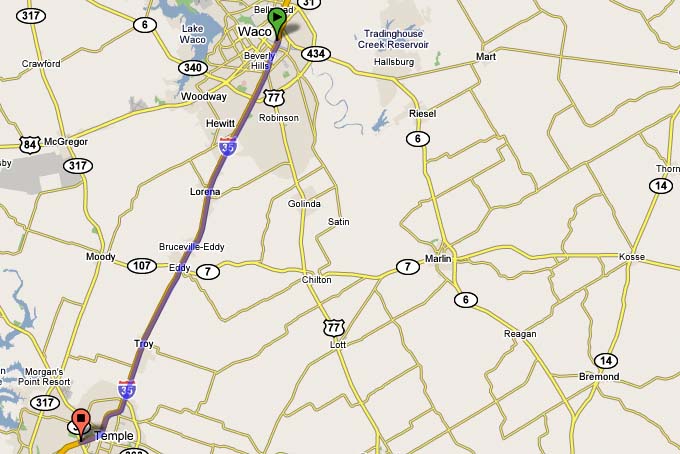 317
6
Lake
Waco
Bellmead
31
Waco
Tradinghouse
Creek Reservoir
Hallsburg
Mart
Crawford
340
Beverly
Hills
434
Woodway
77
Robinson
Riesel
Hewitt
84
McGregor
35
6
317
Thorn
14
Lorena
Golinda
Satin
Bruceville-Eddy
Moody
107
Eddy
7
Chilton
7
Marlin
Kosse
6
77
Lott
Reagan
Troy
14
Bremond
Morgan's
Point Resort
317
35
Temple